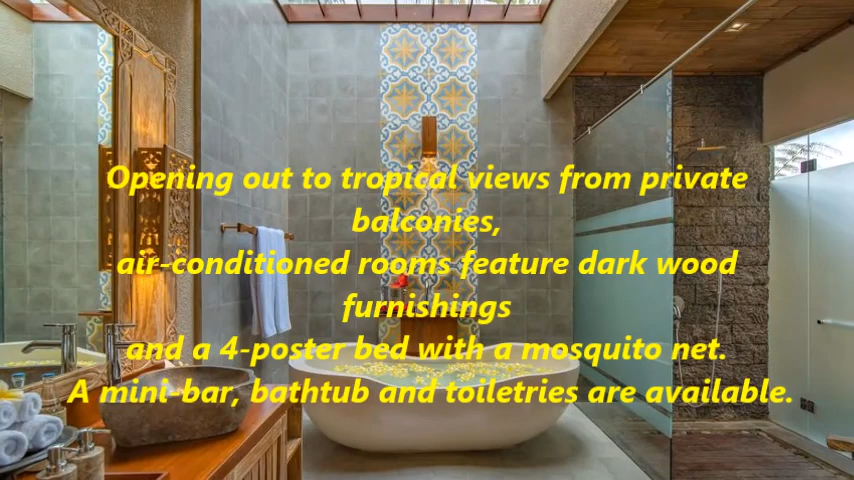 Opening out to tropical views from private
balconies,
air-conditioned rooms feature dark wood
furnishings
and a 4-poster bed with a mosquito net.
A mini-bar, bathtub and toiletries are available.